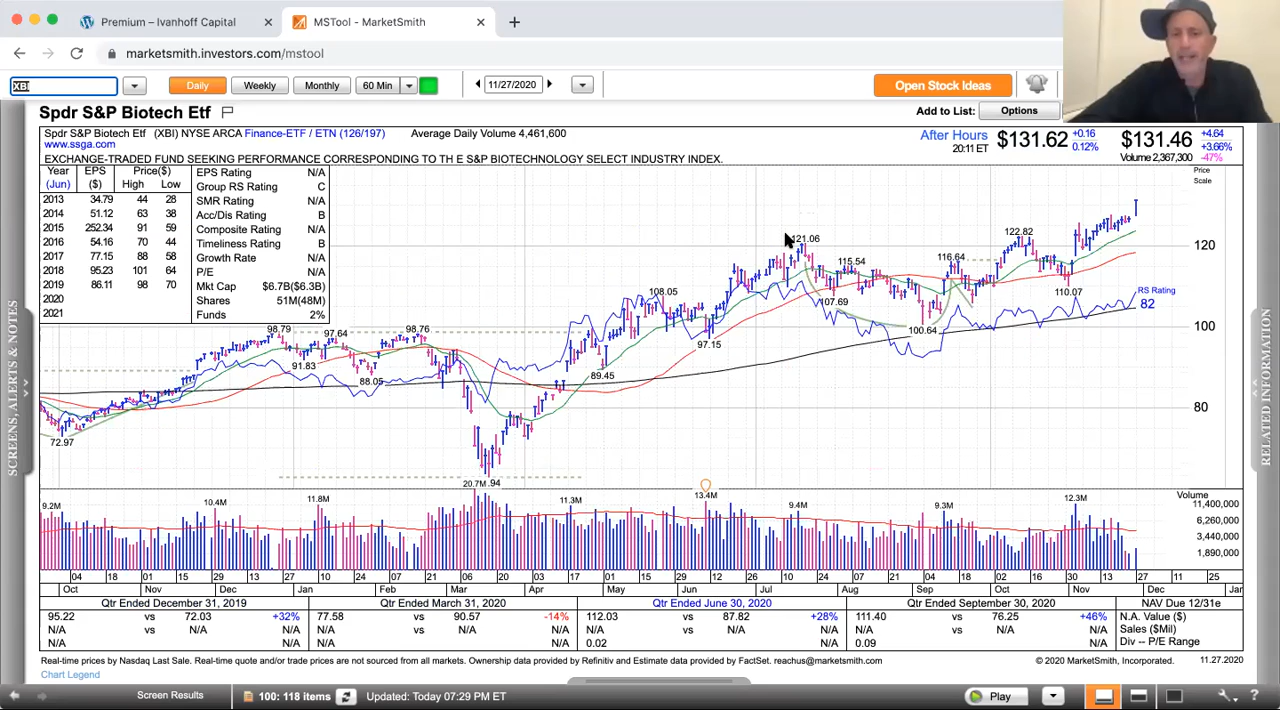 Premium – Ivanhoff Capital
MSTool - MarketSmith
marketsmith.investors.com/mstool
XBI
Daily
Weekly
Monthly
60 Min
11/27/2020
Open Stock Ideas
Spdr S&P Biotech Etf
Add to List:
Options
Spdr S&P Biotech Etf (XBI) NYSE ARCA Finance-ETF / ETN (126/197) Average Daily Volume 4,461,600
www.ssga.com
After Hours
20:11 ET
$131.62
+0.16
0.12%
$131.46
+4.64
+3.66%
Volume 2,367,300 -47%
EXCHANGE-TRADED FUND SEEKING PERFORMANCE CORRESPONDING TO TH E S&P BIOTECHNOLOGY SELECT INDUSTRY INDEX.
Year EPS Price($)
(Jun) ($) High Low
2013 34.79 44 28
2014 51.12 63 38
2015 252.34 91 59
2016 54.16 70 44
2017 77.15 88 58
2018 95.23 101 64
2019 86.11 98 70
2020
2021
EPS Rating N/A
Group RS Rating C
SMR Rating N/A
Acc/Dis Rating B
Composite Rating N/A
Timeliness Rating B
Growth Rate N/A
P/E N/A
Mkt Cap $6.7B($6.3B)
Shares 51M(48M)
Funds 2%
Price
Scale
120
100
80
121.06
122.82
115.54
116.64
107.69
110.07
108.05
100.64
97.15
98.79
97.64
98.76
91.83
88.05
89.45
72.97
RS Rating
82
20.7M
.94
9.2M
10.4M
11.8M
11.3M
13.4M
9.4M
9.3M
12.3M
Volume
11,400,000
6,260,000
3,440,000
1,890,000
04 18 01 15 29 13 27 10 24 07 21 06 20 03 17 01 15 29 12 26 10 24 07 21 04 18 02 16 30 13 27 11 25
Oct Nov Dec Jan Feb Mar Apr May Jun Jul Aug Sep Oct Nov Dec Jan
Qtr Ended December 31, 2019
95.22 vs 72.03 +32%
N/A vs N/A N/A
N/A N/A
Qtr Ended March 31, 2020
77.58 vs 90.57 -14%
N/A vs N/A N/A
N/A N/A
Qtr Ended June 30, 2020
112.03 vs 87.82 +28%
N/A vs N/A N/A
0.02 N/A
Qtr Ended September 30, 2020
111.40 vs 76.25 +46%
N/A vs N/A N/A
0.09 N/A
NAV Due 12/31e
N.A. Value ($)
Sales ($Mil)
Div -- P/E Range
Real-time prices by Nasdaq Last Sale. Real-time quote and/or trade prices are not sourced from all markets. Ownership data provided by Refinitiv and Estimate data provided by FactSet. reachus@marketsmith.com
© 2020 MarketSmith, Incorporated.
11.27.2020
Chart Legend
SCREENS, ALERTS & NOTES
RELATED INFORMATION
Screen Results
100: 118 items
Updated: Today 07:29 PM ET
Play
?